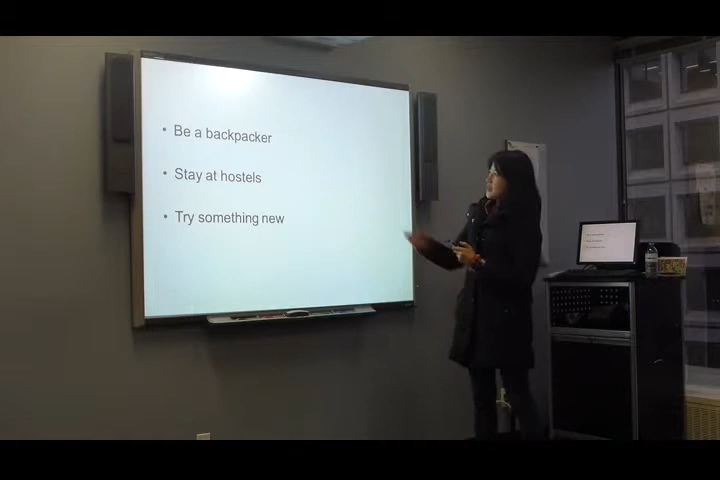 • Be a backpacker
• Stay at hostels
• Try something new